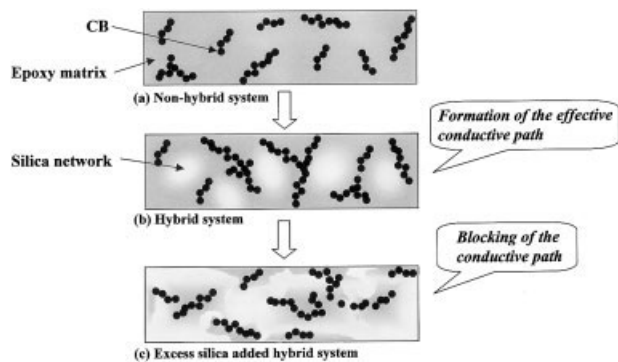 CB
Epoxy matrix
(a) Non-hybrid system
Formation of the effective
conductive path
Silica network
(b) Hybrid system
Blocking of the
conductive path
(c) Excess silica added hybrid system